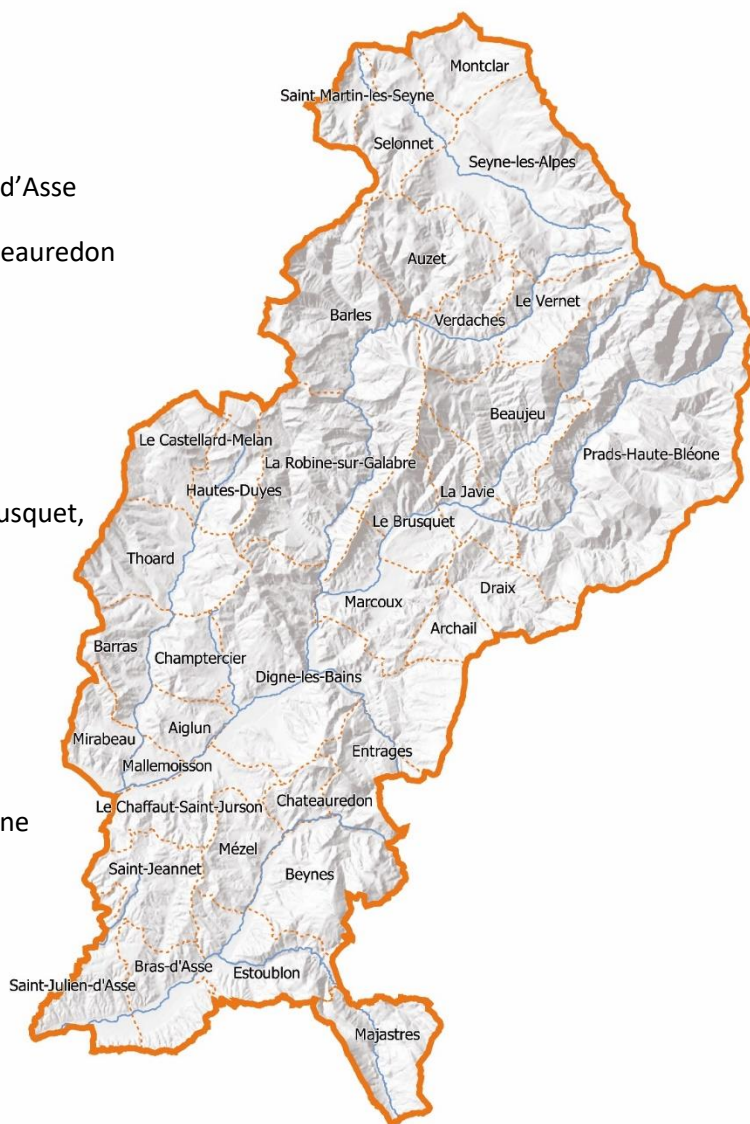 d'Asse
eauredon
usquet,
ne
Montclar
Saint Martin-les-Seyne
Selonnet
Seyne-les-Alpes
Auzet
Le Vernet
Barles
Verdaches
Beaujeu
Le Castellard-Melan
Prads-Haute-Bléone
La Robine-sur-Galabre
Hautes-Duyes
La Javie
Le Brusquet
Thoard
Draix
Marcoux
Archail
Barras
Champtercier
Digne-les-Bains
Aiglun
Mirabeau
Entrages
Mallemoisson
Le Chaffaut-Saint-Jurson
Chateauredon
Mézel
Saint-Jeannet
Beynes
Bras-d'Asse
Estoublon
Saint-Julien-d'Asse
Majastres